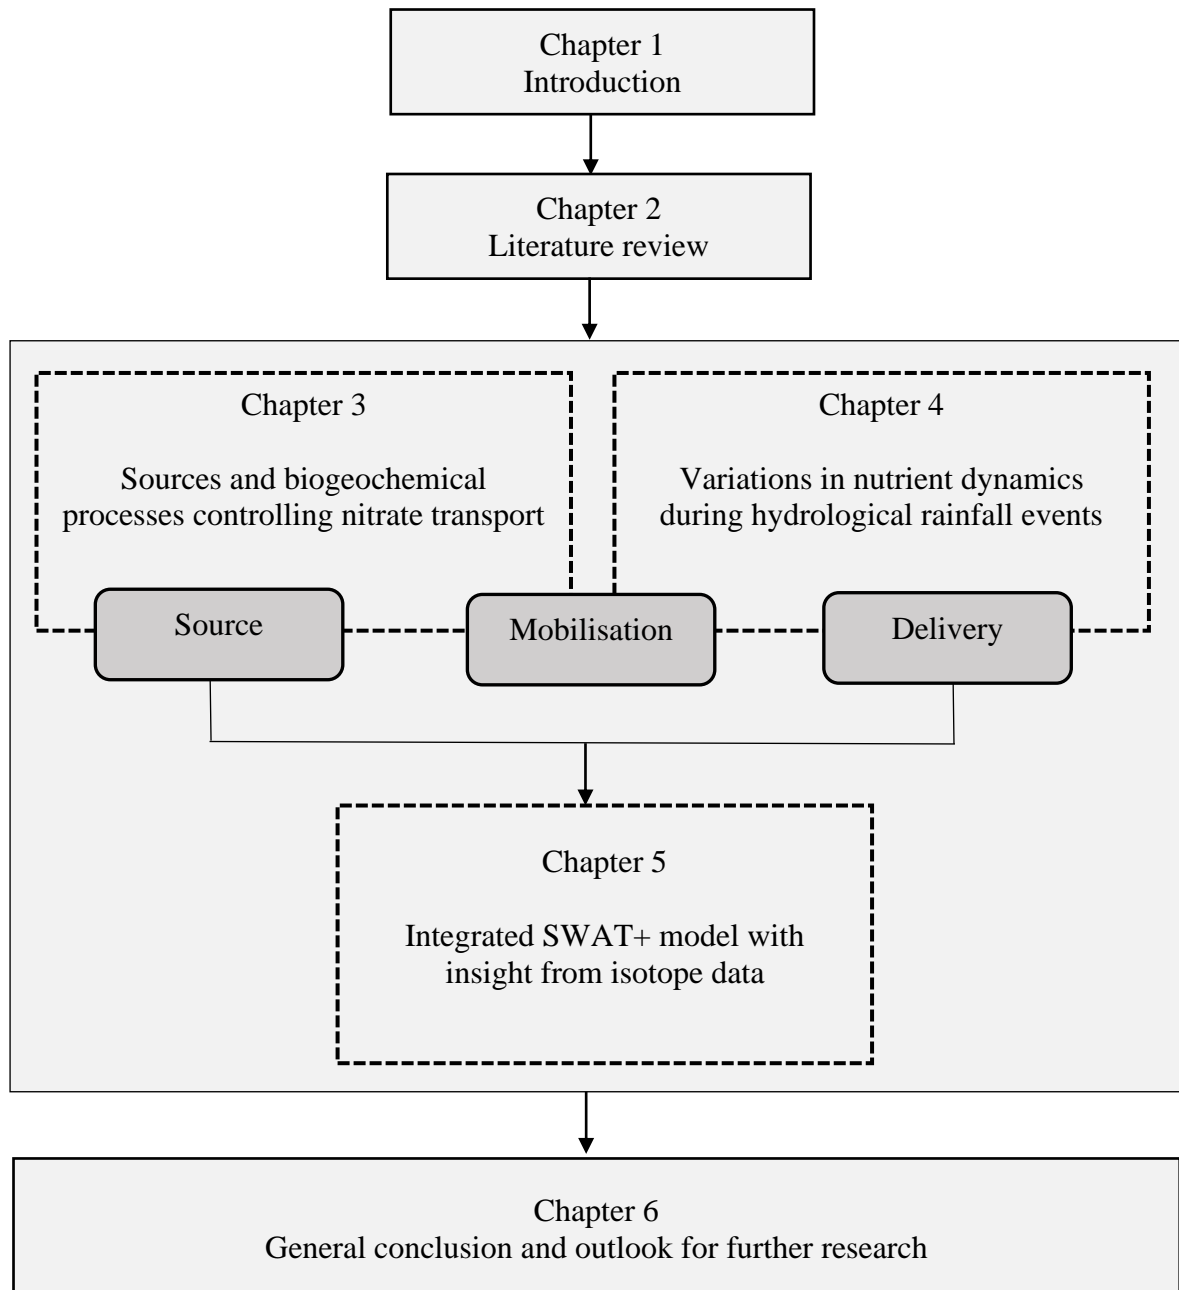 Chapter 1
Introduction
Chapter 2
Literature review
Chapter 3
Sources and biogeochemical
processes controlling nitrate transport
Chapter 4
Variations in nutrient dynamics
during hydrological rainfall events
Source
Mobilisation
Delivery
Chapter 5
Integrated SWAT+ model with
insight from isotope data
Chapter 6
General conclusion and outlook for further research